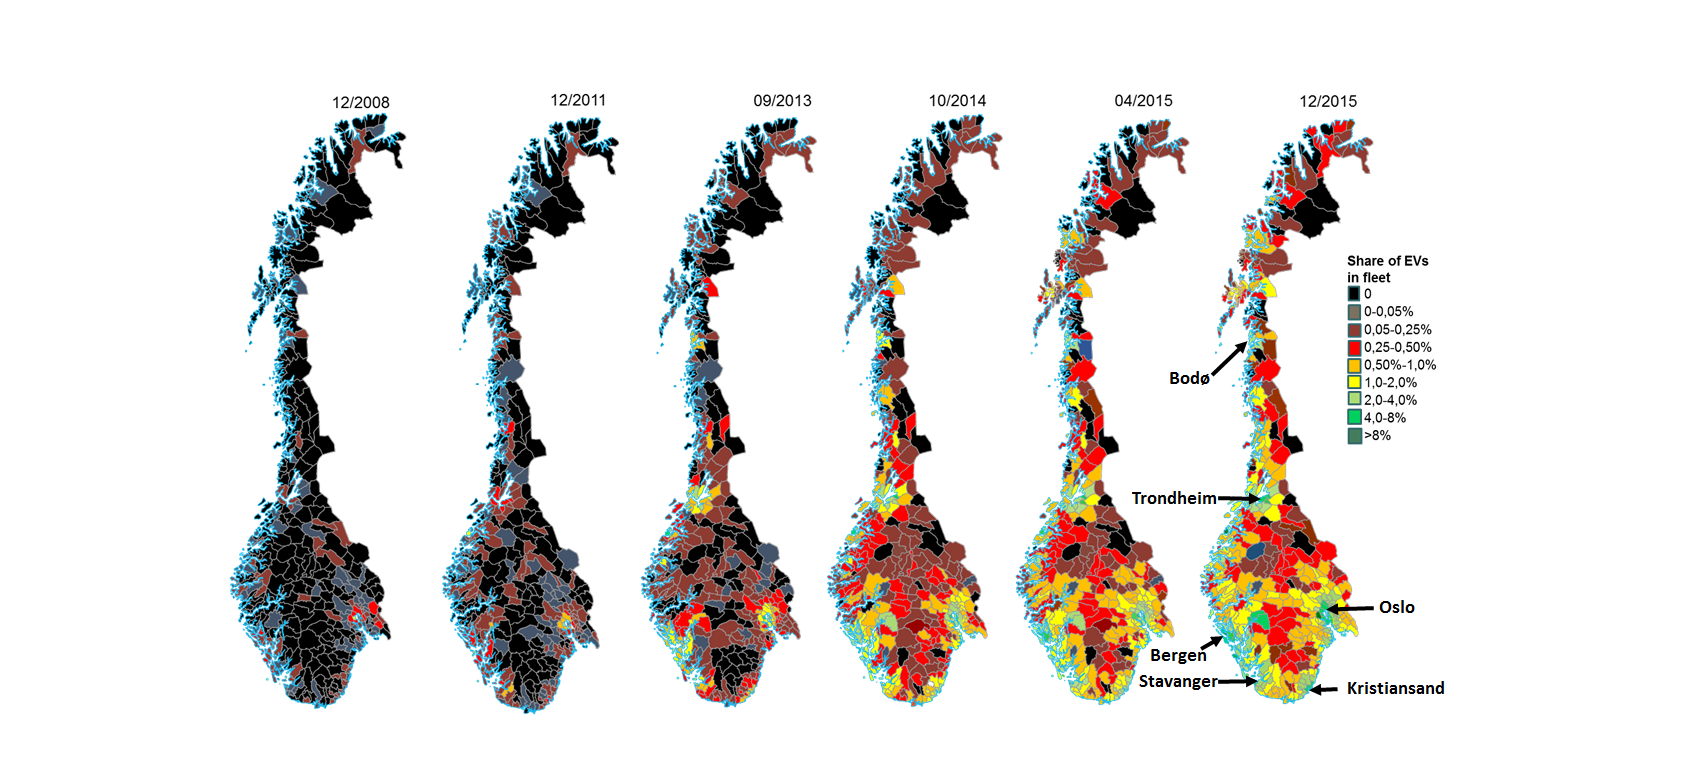 12/2008
12/2011
09/2013
10/2014
04/2015
12/2015
Share of EVs
in fleet
0
0-0,05%
0,05-0,25%
0,25-0,50%
0,50%-1,0%
1,0-2,0%
2,0-4,0%
4,0-8%
>8%
Bodø
Trondheim
Oslo
Bergen
Stavanger
Kristiansand